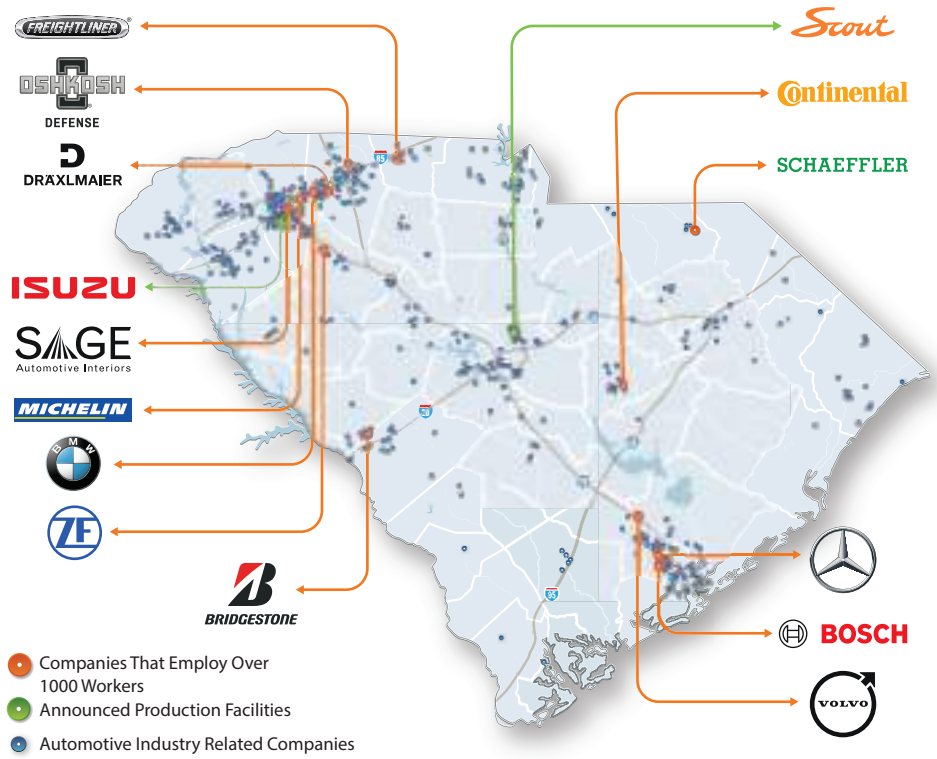 FREIGHTLINER®
OSHKOSH®
DEFENSE
D
DRÄXLMAIER
ISUZU
SAGE
Automotive Interiors
MICHELIN
BMW
ZF
BRIDGESTONE
Scout
Continental
SCHAEFFLER
BOSCH
VOLVO
85
20
95
Companies That Employ Over
1000 Workers
Announced Production Facilities
Automotive Industry Related Companies